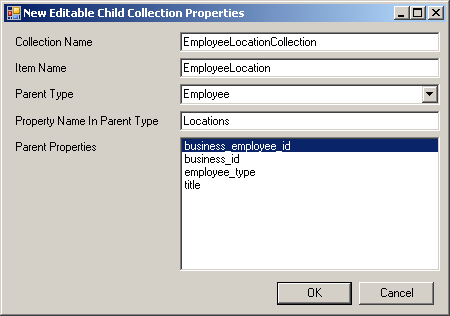 New Editable Child Collection Properties
Collection Name EmployeeLocationCollection
Item Name EmployeeLocation
Parent Type Employee
Property Name In Parent Type Locations
Parent Properties business_employee_id
business_id
employee_type
title
OK Cancel